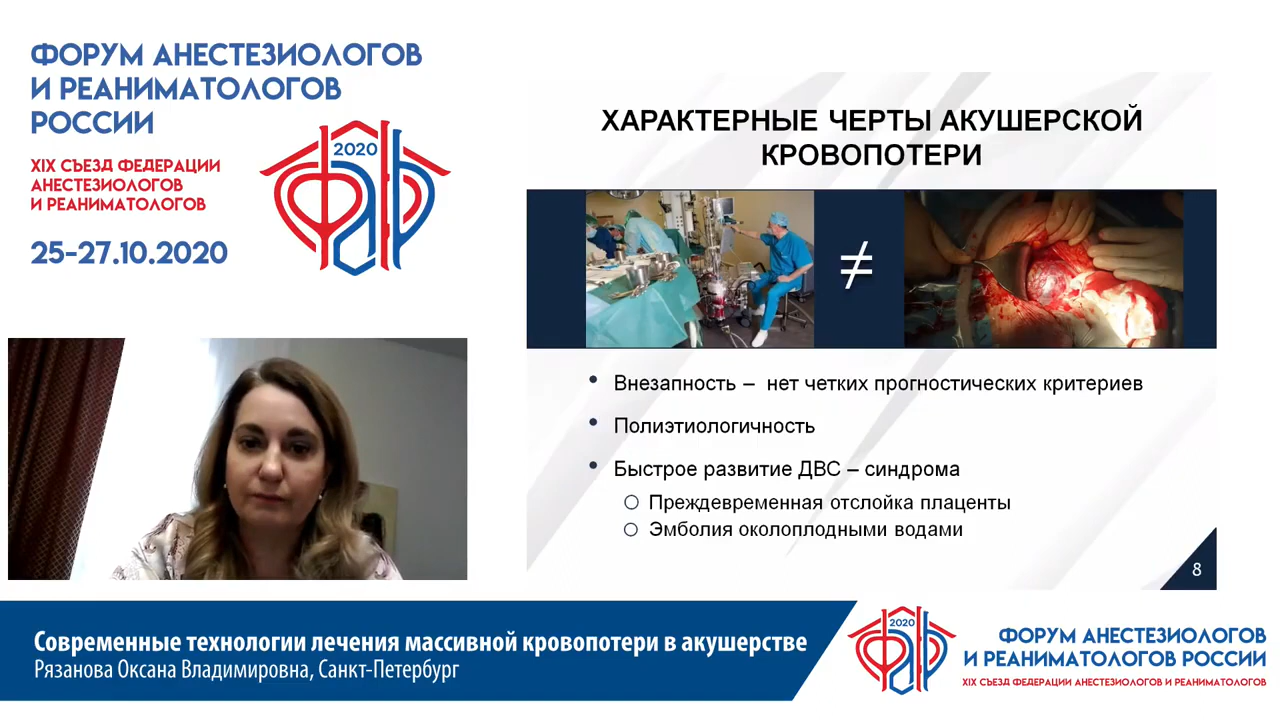 ФОРУМ АНЕСТЕЗИОЛОГОВ
И РЕАНИМАТОЛОГОВ
РОССИИ
XIX СЪЕЗД ФЕДЕРАЦИИ
АНЕСТЕЗИОЛОГОВ
И РЕАНИМАТОЛОГОВ
25-27.10.2020
2020
ФАР
ХАРАКТЕРНЫЕ ЧЕРТЫ АКУШЕРСКОЙ
КРОВОПОТЕРИ
≠
• Внезапность – нет четких прогностических критериев
• Полиэтиологичность
• Быстрое развитие ДВС – синдрома
○ Преждевременная отслойка плаценты
○ Эмболия околоплодными водами
8
Современные технологии лечения массивной кровопотери в акушерстве
Рязанова Оксана Владимировна, Санкт-Петербург
2020
ФАР
ФОРУМ АНЕСТЕЗИОЛОГОВ
И РЕАНИМАТОЛОГОВ РОССИИ
XIX СЪЕЗД ФЕДЕРАЦИИ АНЕСТЕЗИОЛОГОВ И РЕАНИМАТОЛОГОВ